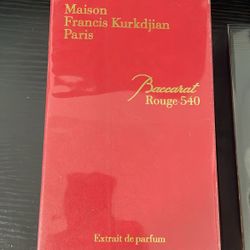 Maison
Francis Kurkdjian
Paris
Baccarat
Rouge 540
Extrait de parfum